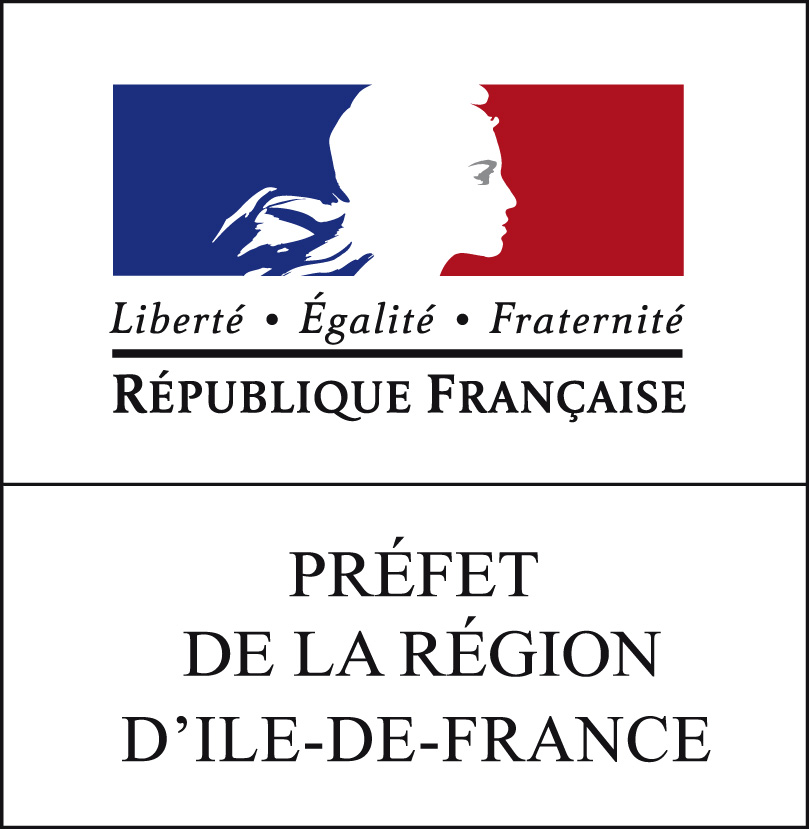 Liberté • Égalité • Fraternité
RÉPUBLIQUE FRANÇAISE
PRÉFET
DE LA RÉGION
D’ILE-DE-FRANCE